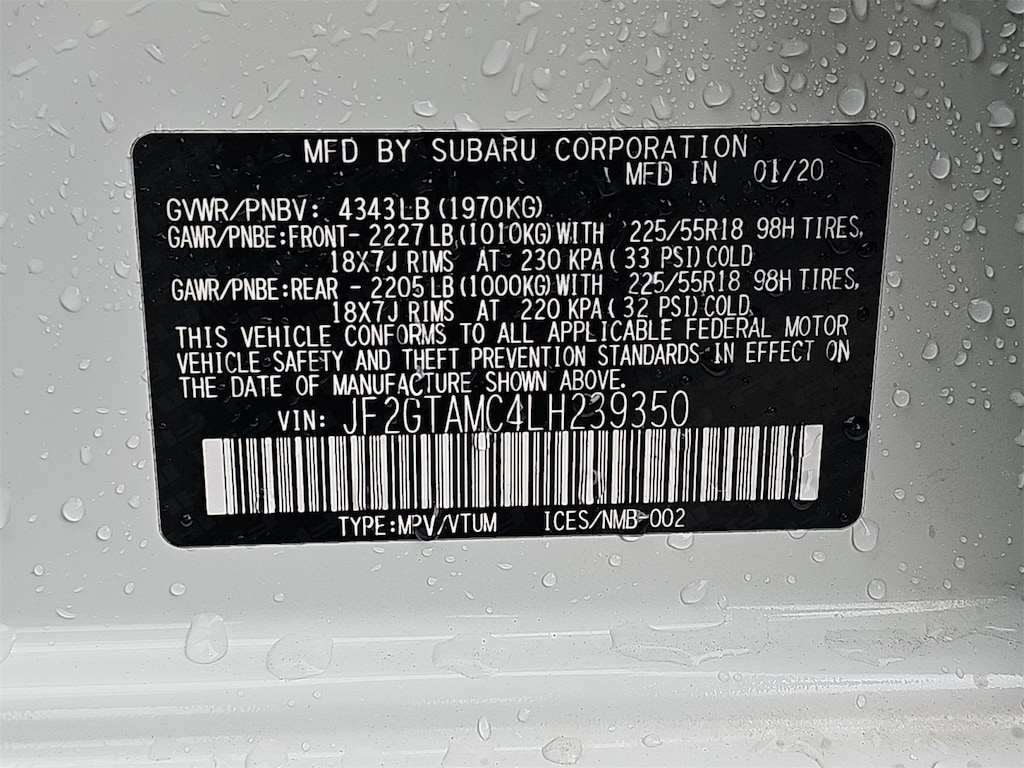 MFD BY SUBARU CORPORATION
MFD IN 01/20
GVWR/PNBV: 4343LB(1970KG)
GAWR/PNBE:FRONT- 2227LB(1010KG)WITH 225/55R18 98H TIRES,
18X7J RIMS AT 230 KPA(33 PSI)COLD
GAWR/PNBE:REAR - 2205LB(1000KG)WITH 225/55R18 98H TIRES,
18X7J RIMS AT 220 KPA(32 PSI)COLD.
THIS VEHICLE CONFORMS TO ALL APPLICABLE FEDERAL MOTOR
VEHICLE SAFETY AND THEFT PREVENTION STANDARDS IN EFFECT ON
THE DATE OF MANUFACTURE SHOWN ABOVE.
VIN: JF2GTAMC4LH239350
TYPE:MPV/VTUM ICES/NMB-002